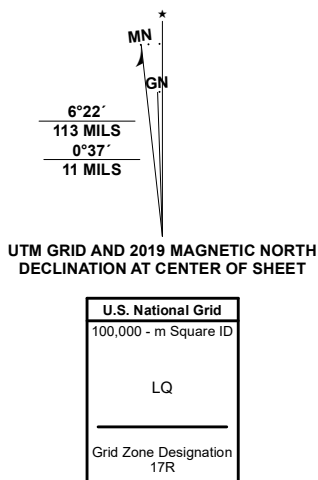 ★
MN
GN
6°22´
113 MILS
0°37´
11 MILS
UTM GRID AND 2019 MAGNETIC NORTH
DECLINATION AT CENTER OF SHEET
U.S. National Grid
100,000 - m Square ID
LQ
Grid Zone Designation
17R